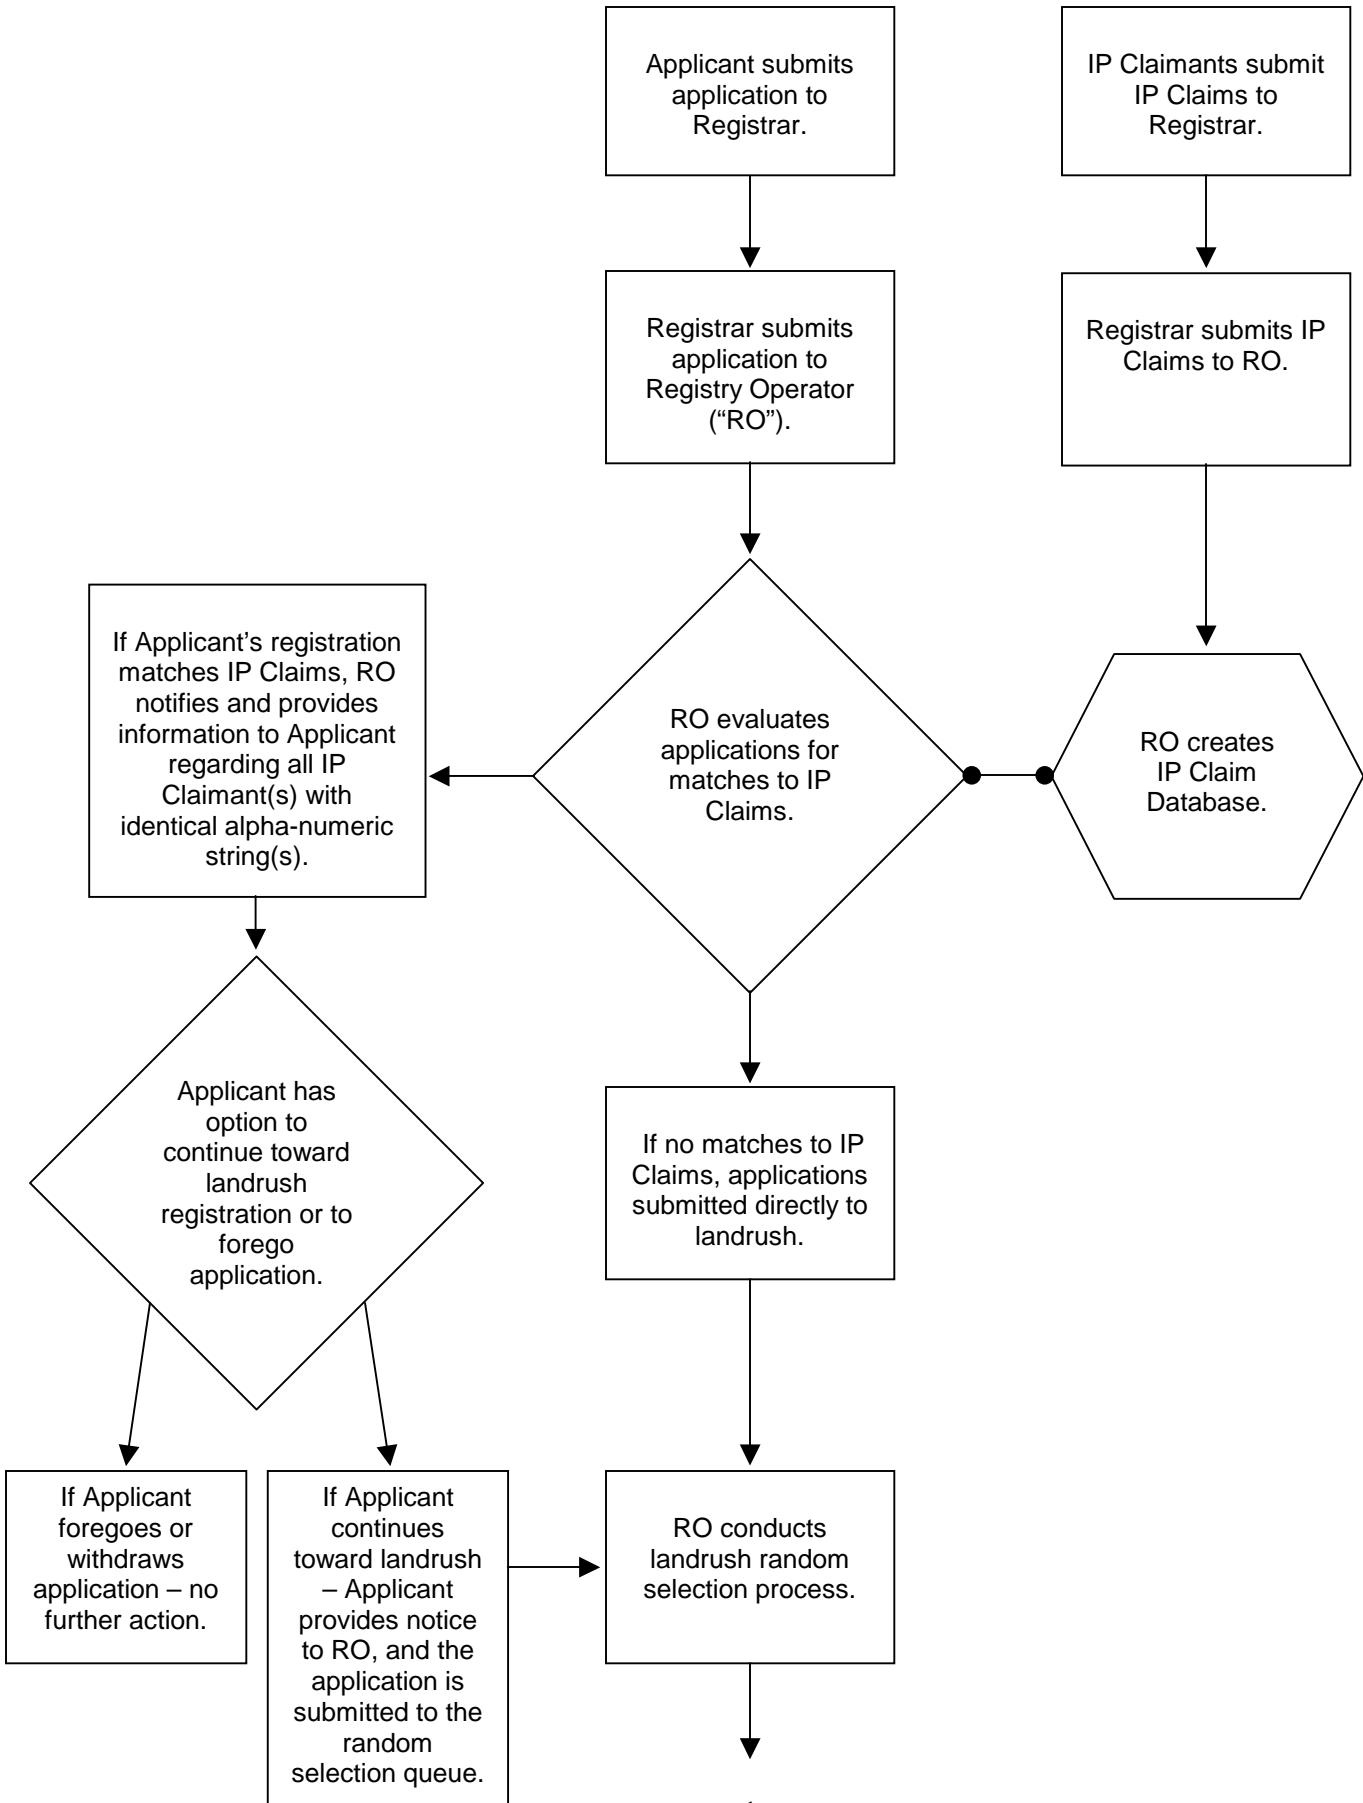 Applicant submits
application to
Registrar.
IP Claimants submit
IP Claims to
Registrar.
Registrar submits
application to
Registry Operator
(“RO”).
Registrar submits IP
Claims to RO.
If Applicant’s registration
matches IP Claims, RO
notifies and provides
information to Applicant
regarding all IP
Claimant(s) with
identical alpha-numeric
string(s).
RO evaluates
applications for
matches to IP
Claims.
RO creates
IP Claim
Database.
Applicant has
option to
continue toward
landrush
registration or to
forego
application.
If no matches to IP
Claims, applications
submitted directly to
landrush.
If Applicant
foregoes or
withdraws
application – no
further action.
If Applicant
continues
toward landrush
– Applicant
provides notice
to RO, and the
application is
submitted to the
random
selection queue.
RO conducts
landrush random
selection process.